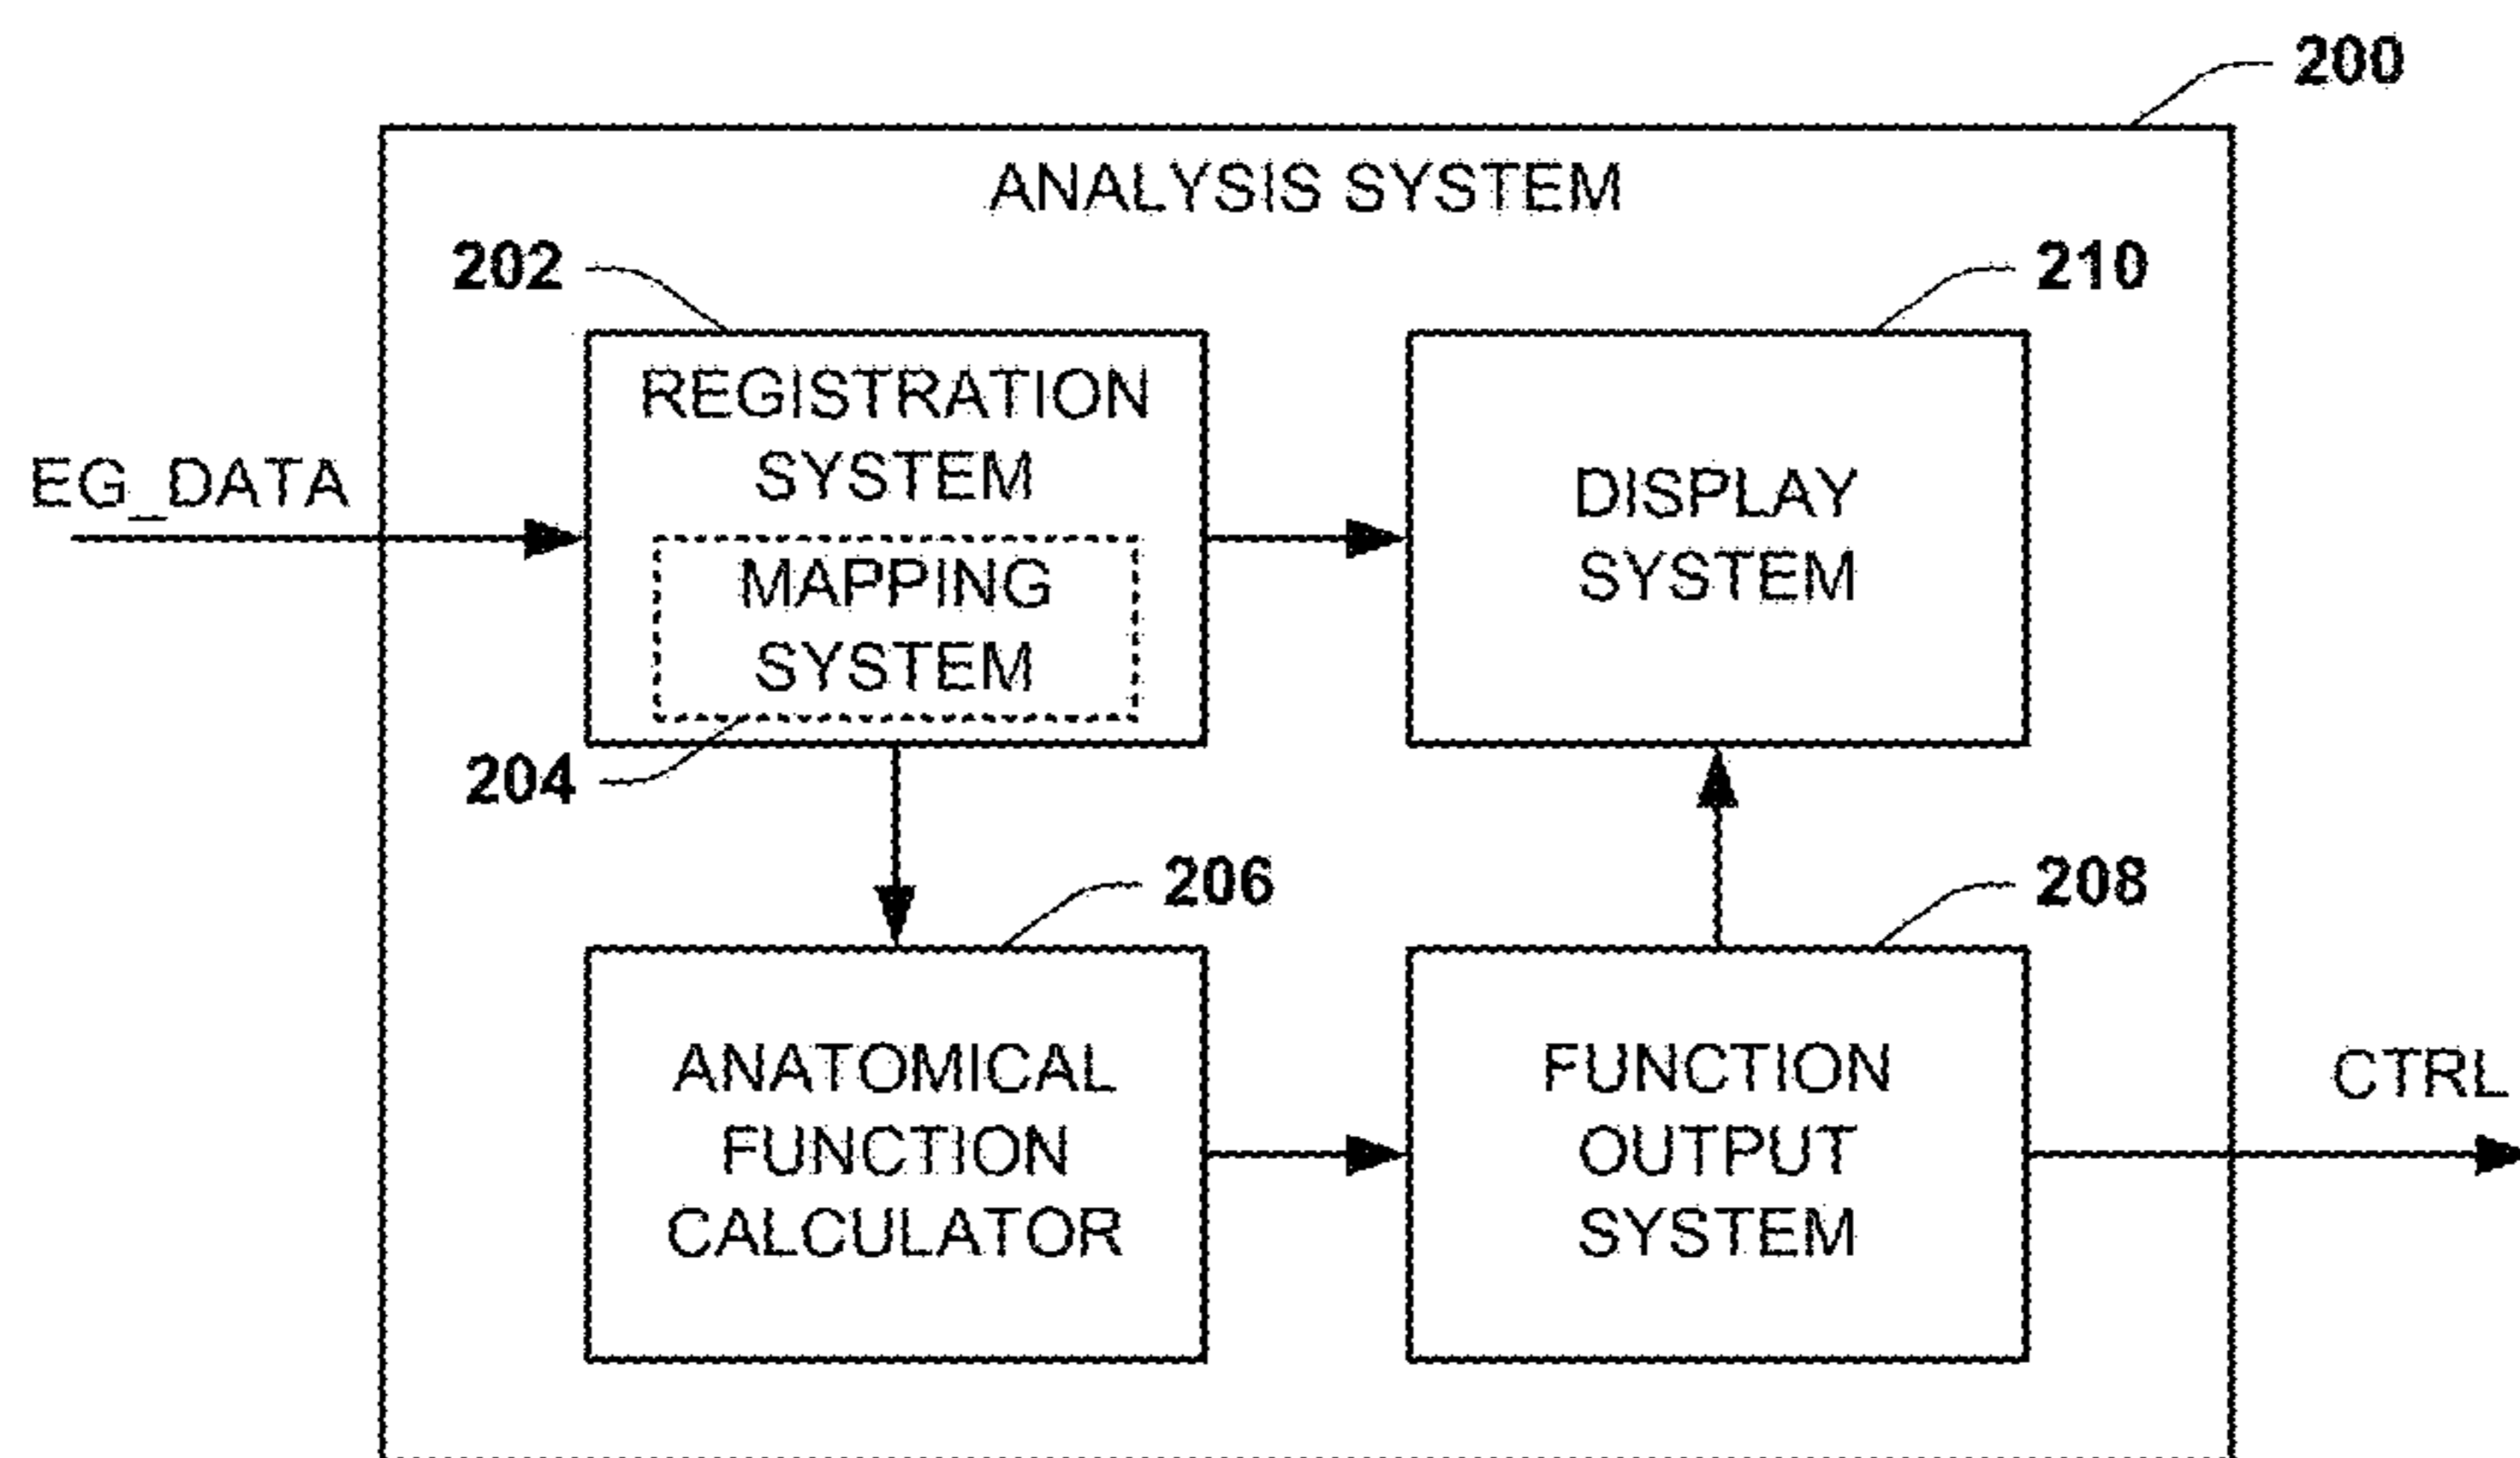 200
ANALYSIS SYSTEM
202
210
REGISTRATION
SYSTEM
MAPPING
SYSTEM
204
DISPLAY
SYSTEM
EG_DATA
206
208
ANATOMICAL
FUNCTION
CALCULATOR
FUNCTION
OUTPUT
SYSTEM
CTRL